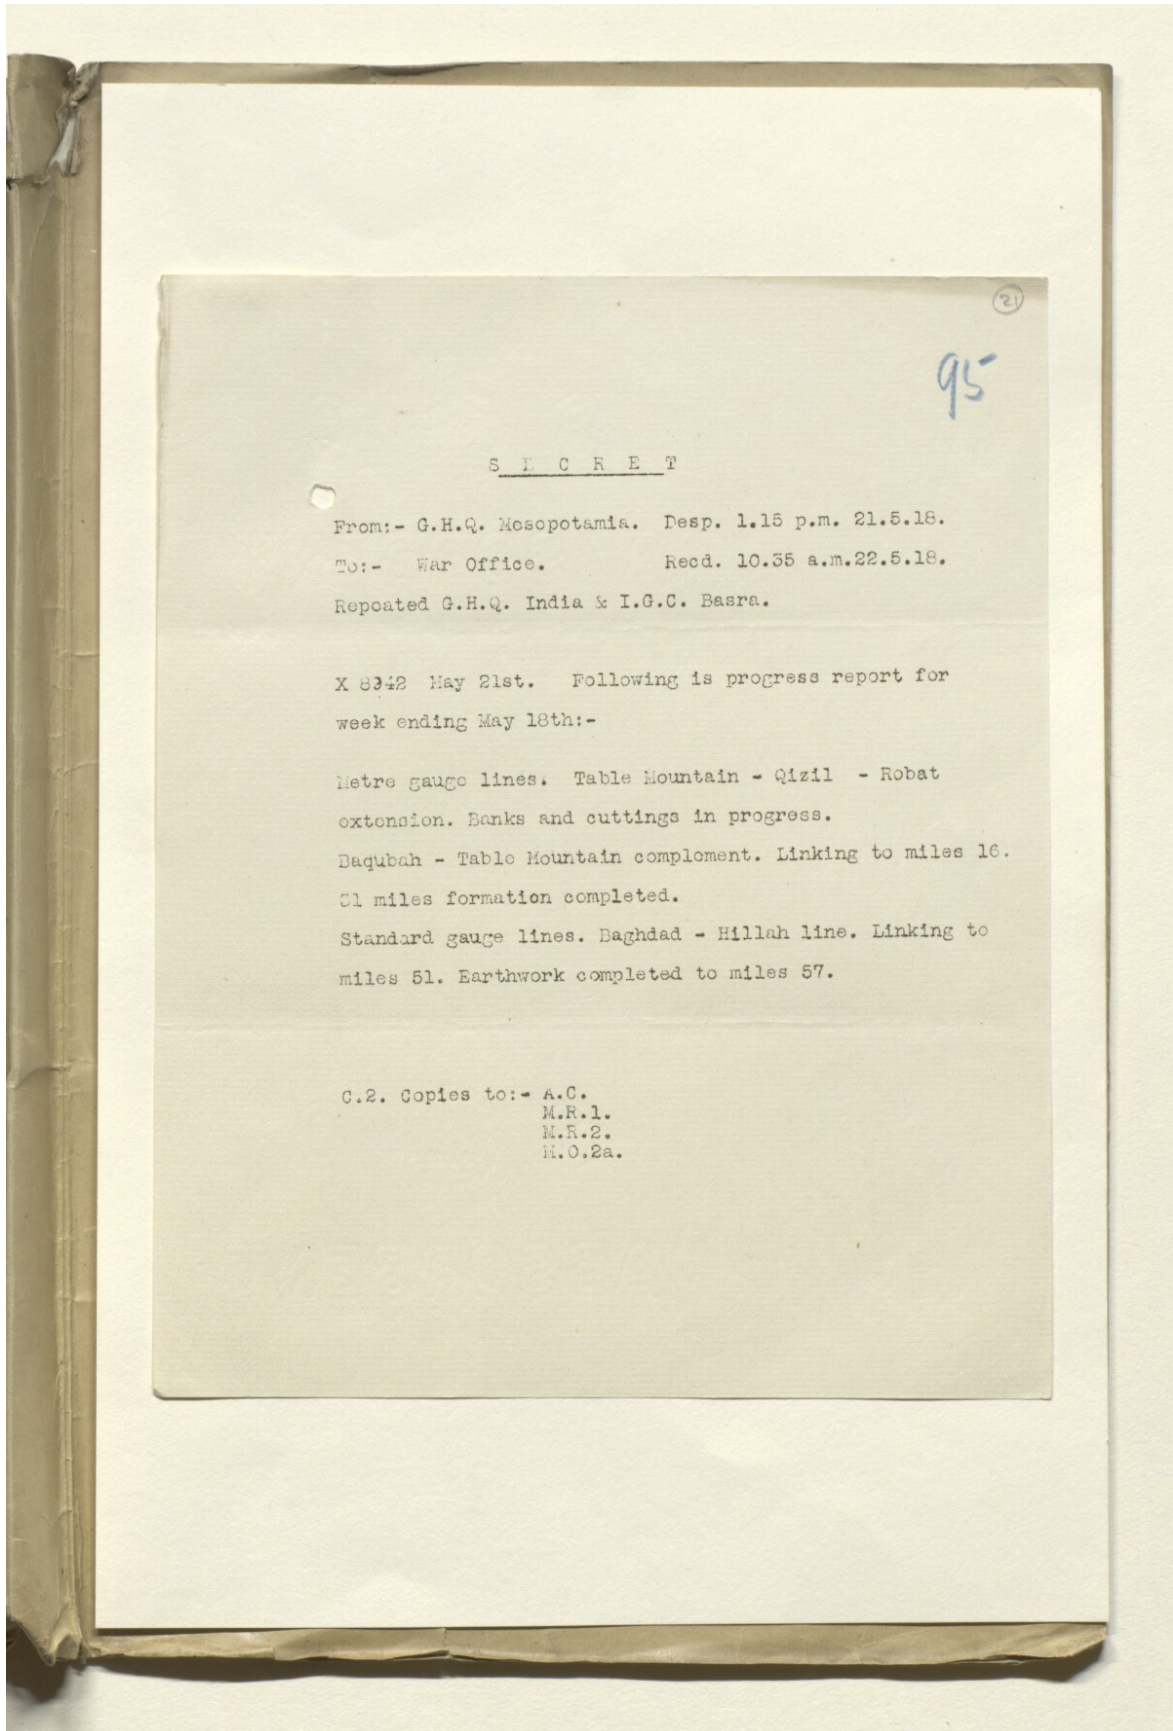 21
95
S E C R E T
From:- G.H.Q. Mesopotamia. Desp. 1.15 p.m. 21.5.18.
To:- War Office. Recd. 10.35 a.m.22.5.18.
Repeated G.H.Q. India & I.G.C. Basra.
X 8942 May 21st. Following is progress report for
week ending May 18th:-
Metre gauge lines. Table Mountain - Qizil - Robat
extension. Banks and cuttings in progress.
Baqubah - Table Mountain complement. Linking to miles 16.
miles formation completed.
Standard gauge lines. Baghdad - Hillah line. Linking to
miles 51. Earthwork completed to miles 57.
C.2. Copies to:- A.C.
M.R.1.
M.R.2.
M.O.2a.